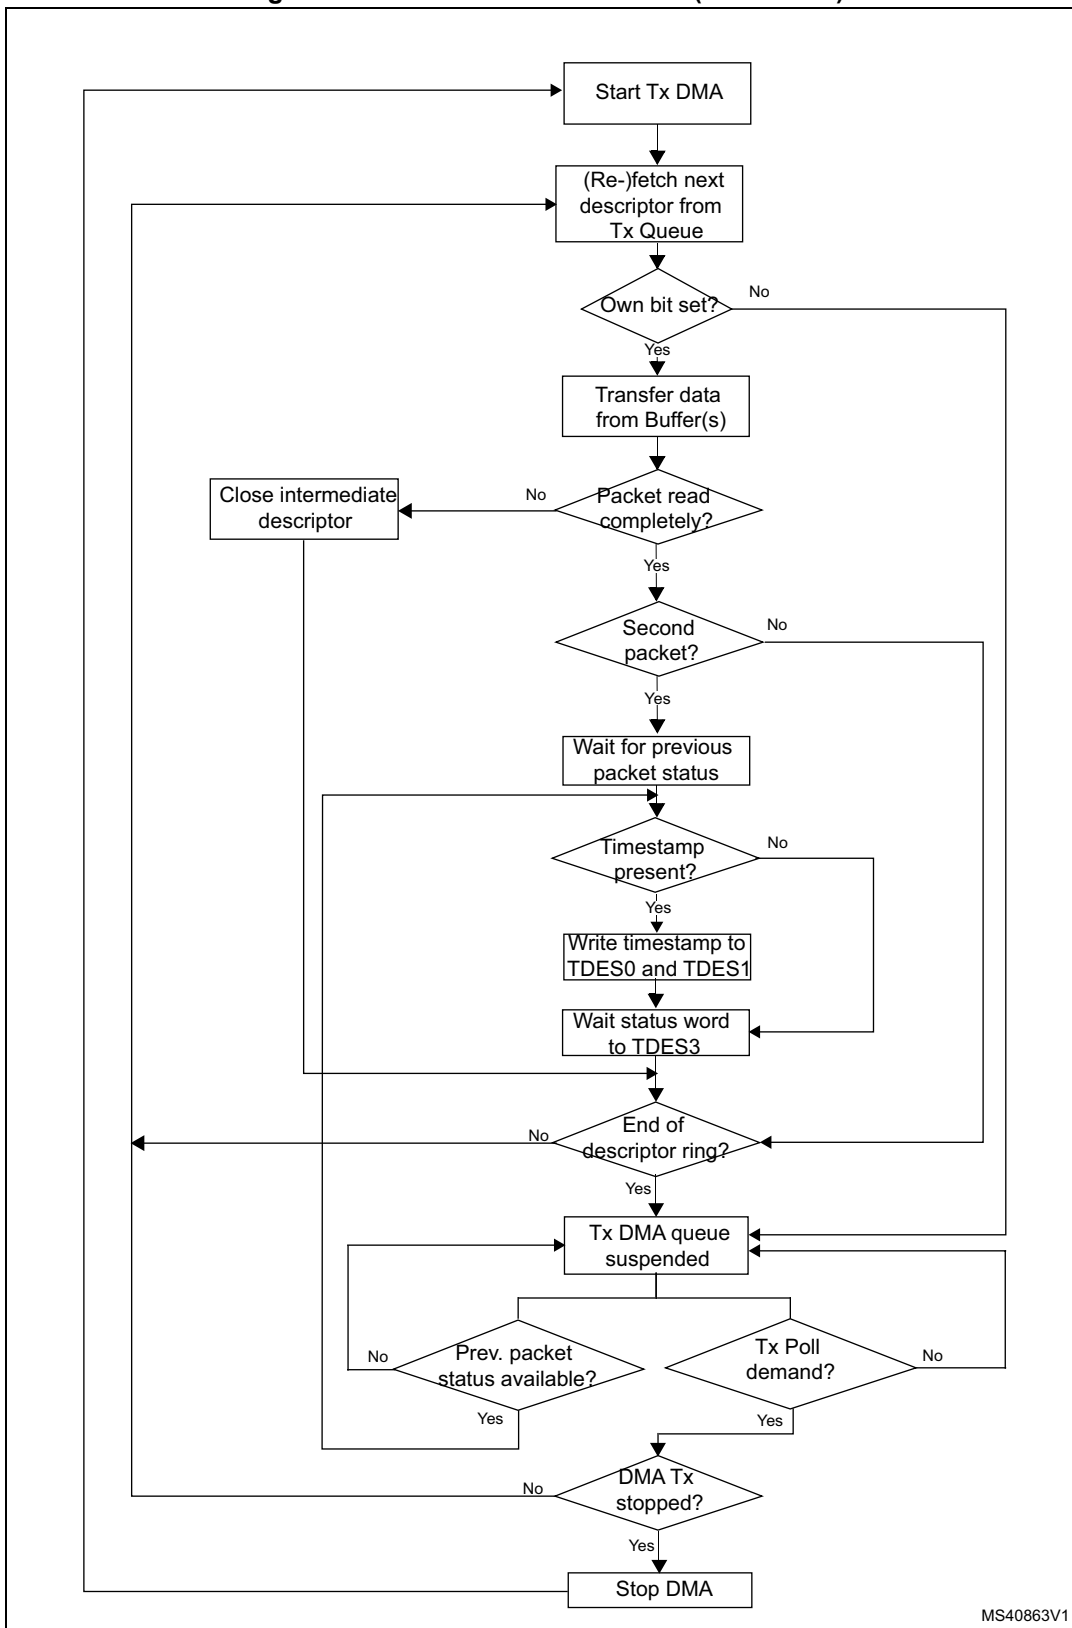 Start Tx DMA
(Re-)fetch next
descriptor from
Tx Queue
Own bit set?
No
Yes
Transfer data
from Buffer(s)
Close intermediate
descriptor
No
Packet read
completely?
Yes
Second
packet?
No
Yes
Wait for previous
packet status
Timestamp
present?
No
Yes
Write timestamp to
TDES0 and TDES1
Wait status word
to TDES3
End of
descriptor ring?
No
Yes
Tx DMA queue
suspended
No
Prev. packet
status available?
Yes
Tx Poll
demand?
No
Yes
DMA Tx
stopped?
No
Yes
Stop DMA
MS40863V1